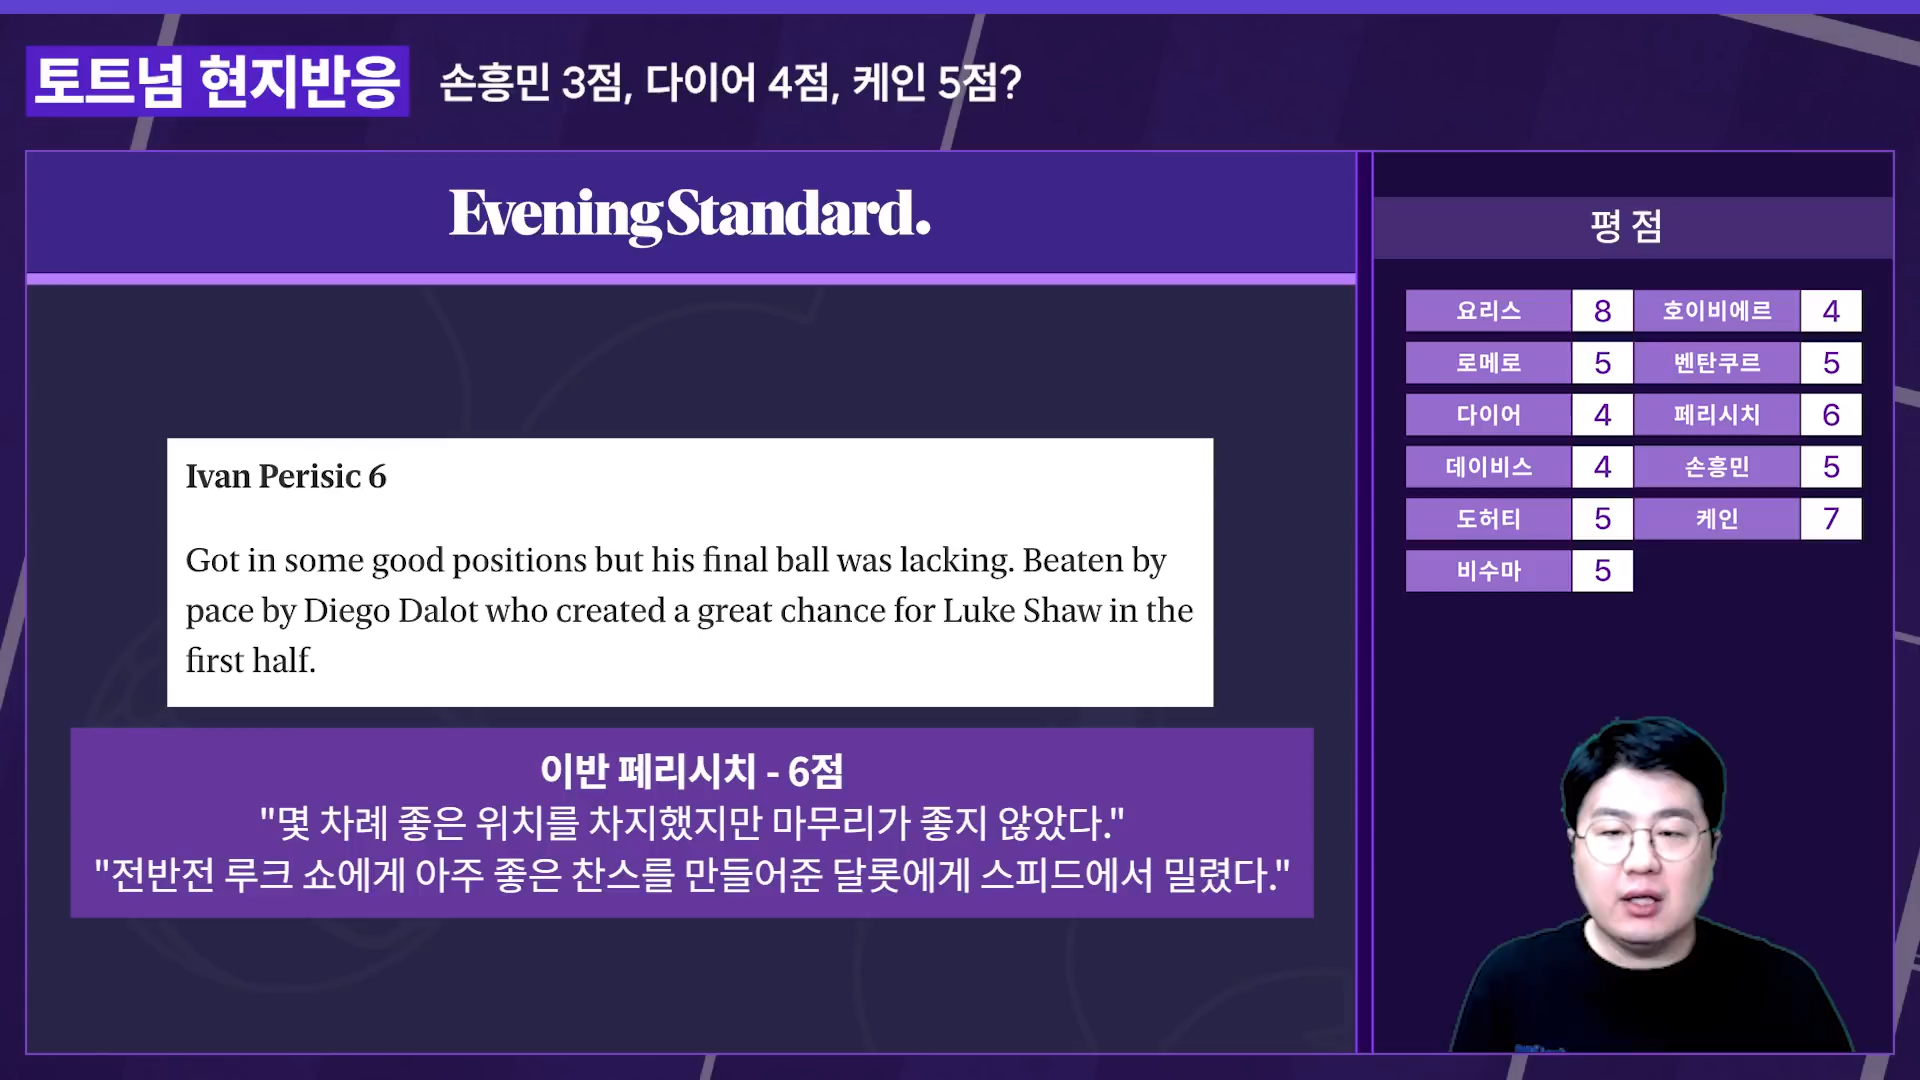 토트넘 현지반응
손흥민 3점, 다이어 4점, 케인 5점?
Evening Standard.
Ivan Perisic 6
Got in some good positions but his final ball was lacking. Beaten by
pace by Diego Dalot who created a great chance for Luke Shaw in the
first half.
이반 페리시치 - 6점
"몇 차례 좋은 위치를 차지했지만 마무리가 좋지 않았다."
"전반전 루크 쇼에게 아주 좋은 찬스를 만들어준 달롯에게 스피드에서 밀렸다."
평 점
요리스 8 호이비에르 4
로메로 5 벤탄쿠르 5
다이어 4 페리시치 6
데이비스 4 손흥민 5
도허티 5 케인 7
비수마 5